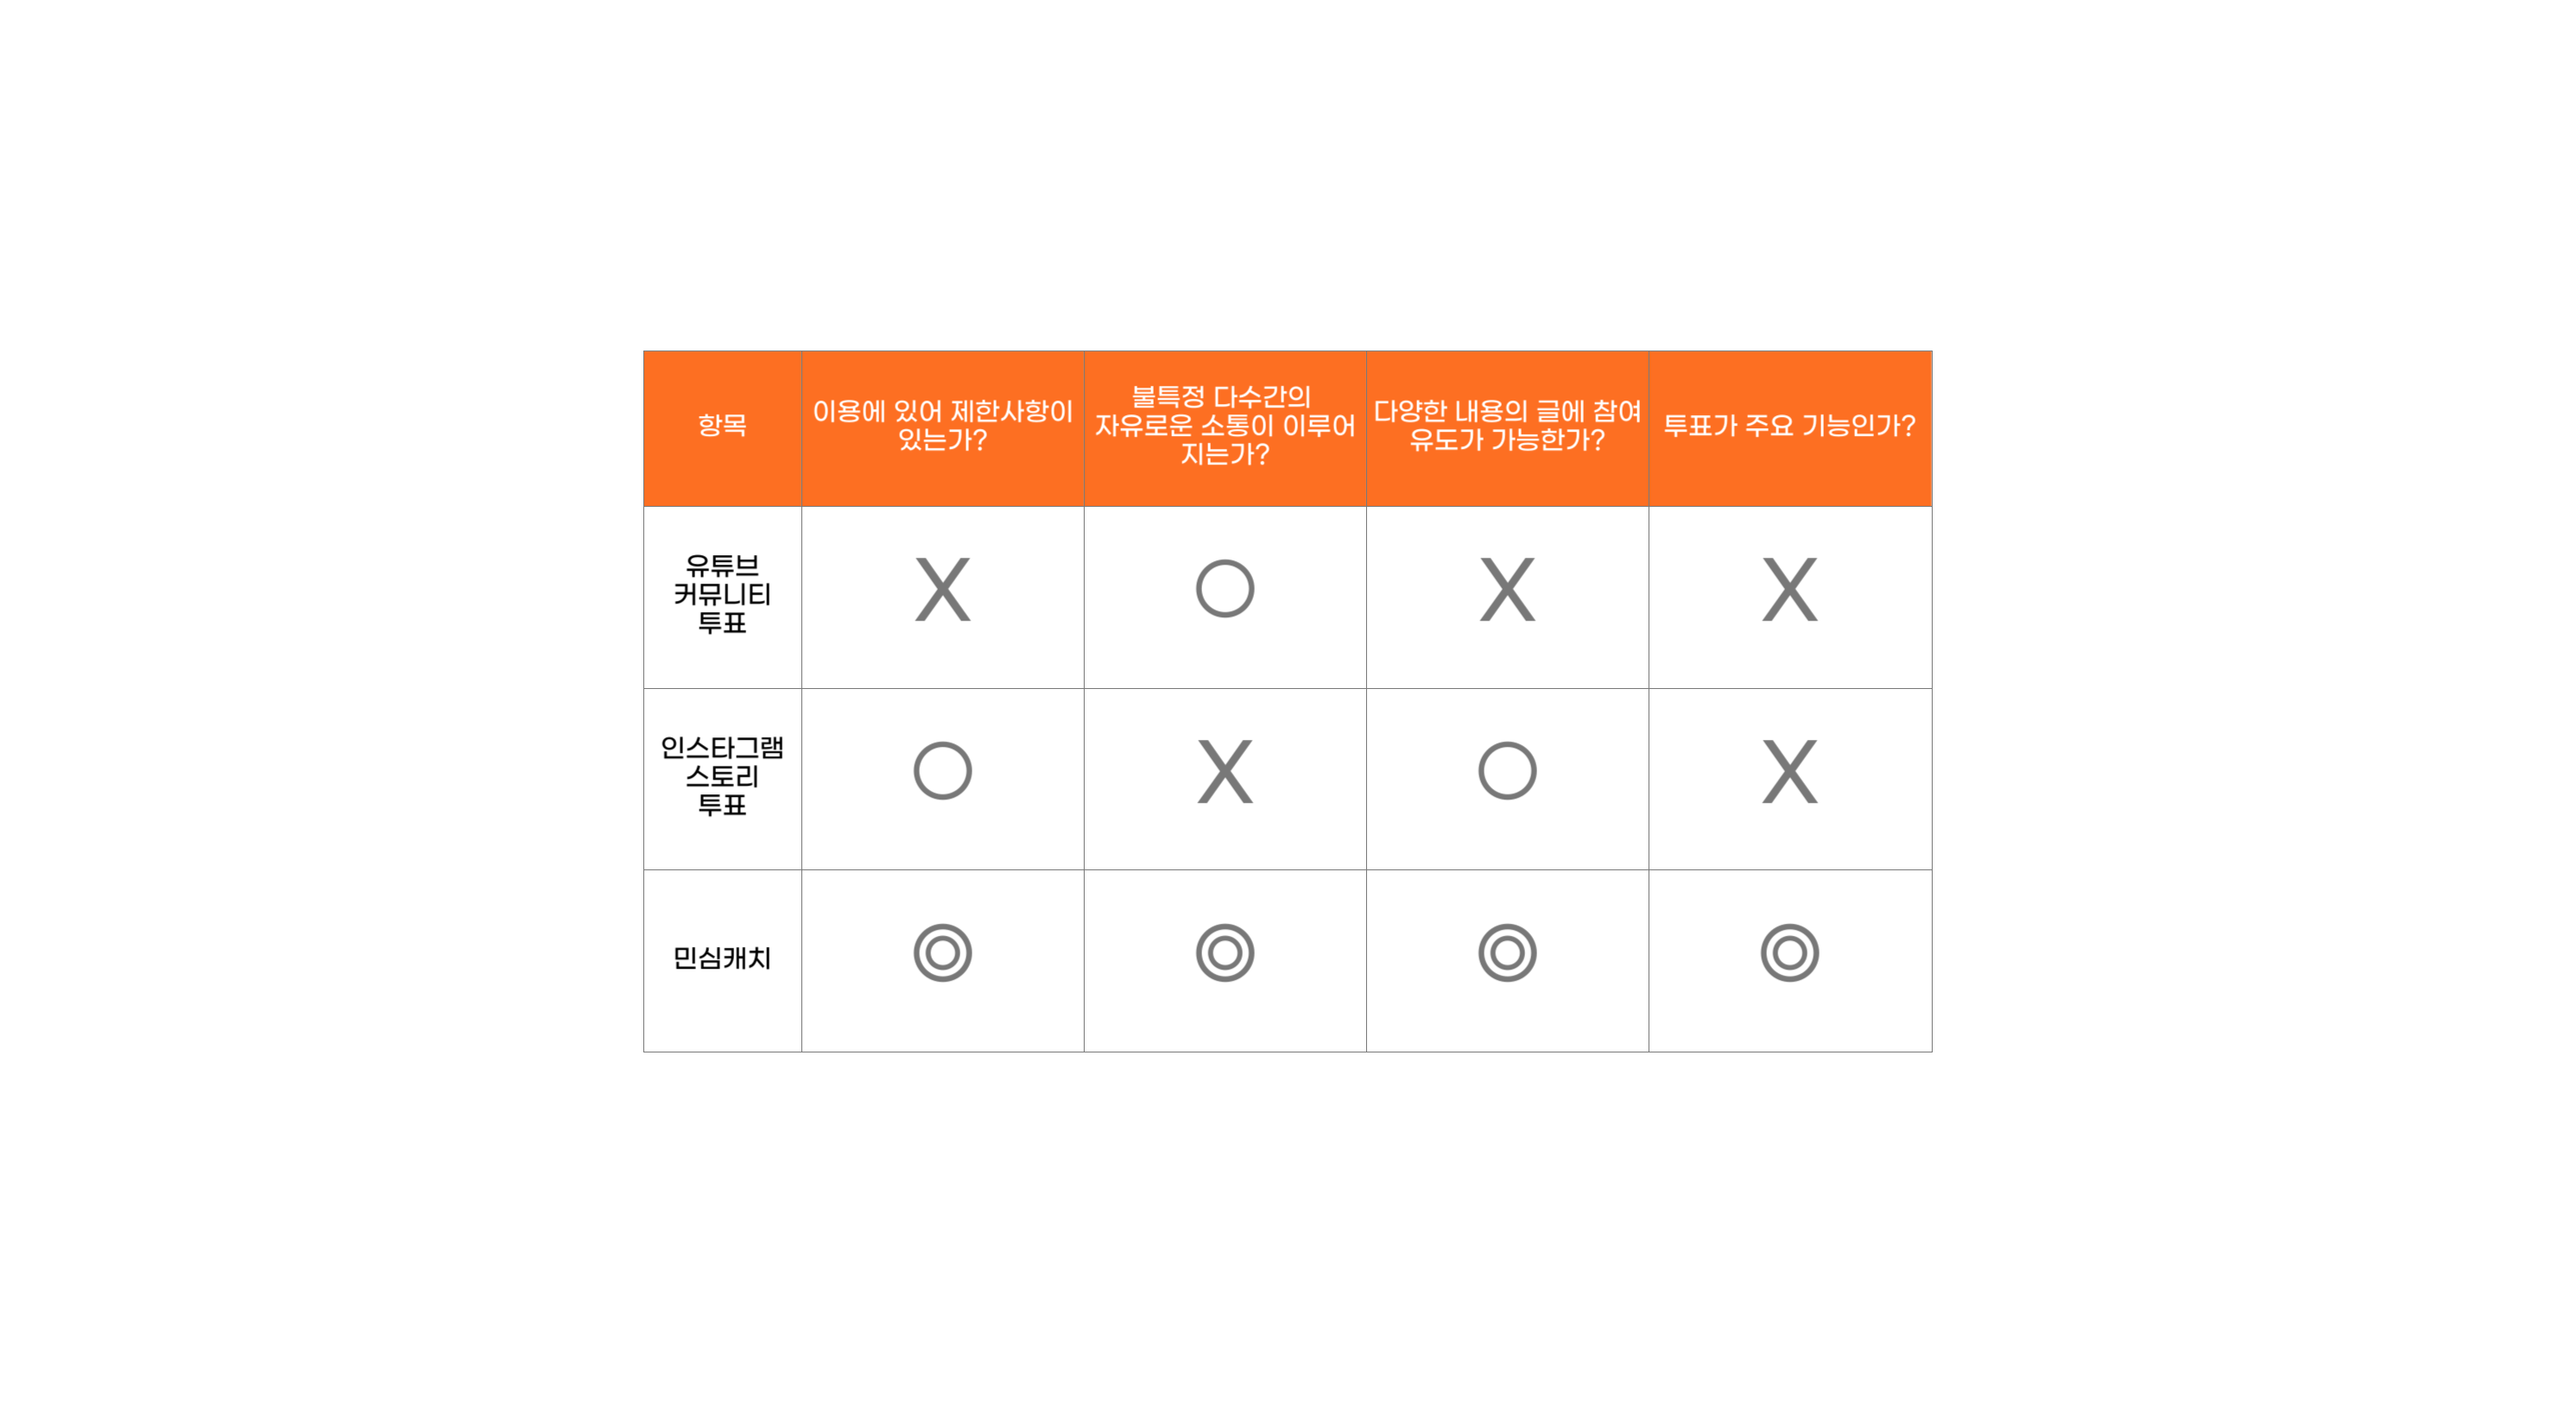 항목
이용에 있어 제한사항이
있는가?
불특정 다수간의
자유로운 소통이 이루어
지는가?
다양한 내용의 글에 참여
유도가 가능한가?
투표가 주요 기능인가?
유튜브
커뮤니티
투표
X
○
X
X
인스타그램
스토리
투표
○
X
○
X
민심캐치
◎
◎
◎
◎